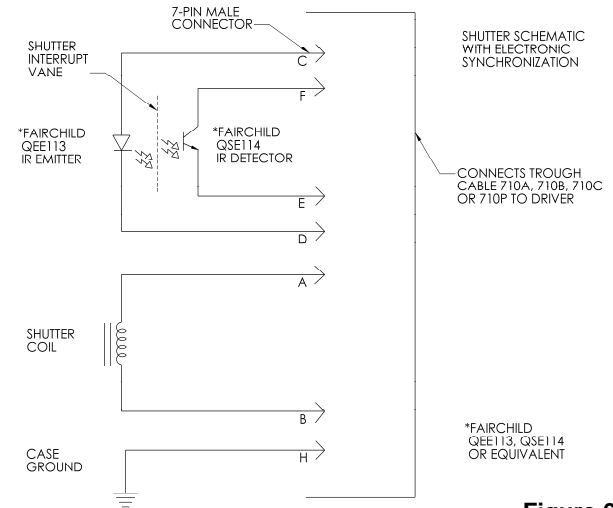 7-PIN MALE
CONNECTOR
SHUTTER SCHEMATIC
WITH ELECTRONIC
SYNCHRONIZATION
SHUTTER
INTERRUPT
VANE
C
F
*FAIRCHILD
QEE113
IR EMITTER
*FAIRCHILD
QSE114
IR DETECTOR
CONNECTS TROUGH
CABLE 710A, 710B, 710C
OR 710P TO DRIVER
E
D
A
SHUTTER
COIL
B
*FAIRCHILD
QEE113, QSE114
OR EQUIVALENT
CASE
GROUND
H
Figure